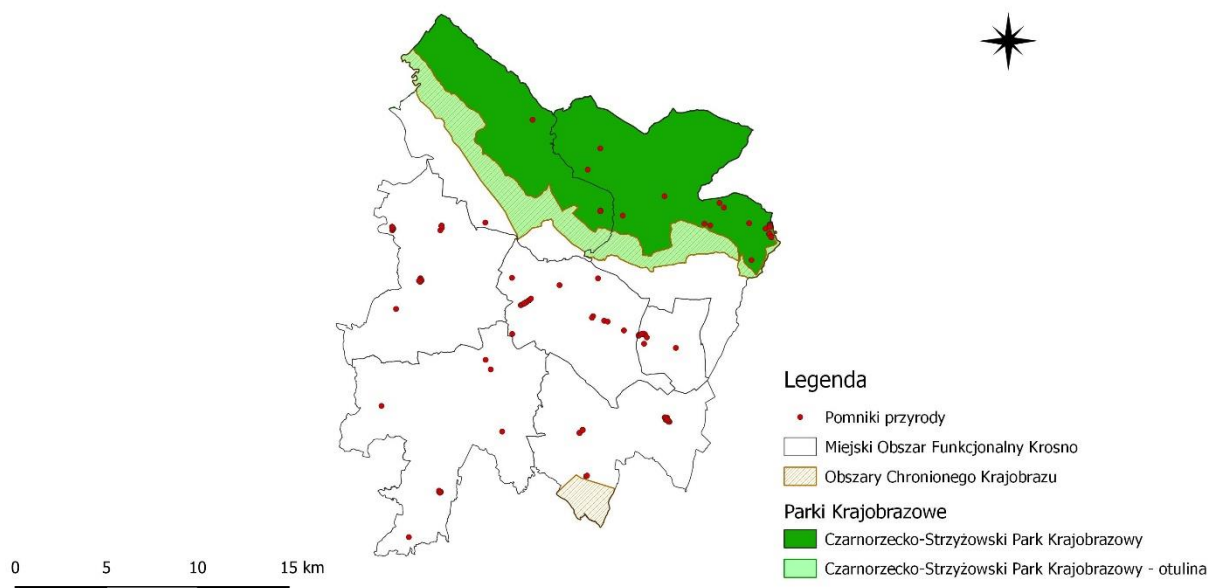 Legenda
Pomniki przyrody
Miejski Obszar Funkcjonalny Krosno
Obszary Chronionego Krajobrazu
Parki Krajobrazowe
Czarnorzecko-Strzyżowski Park Krajobrazowy
Czarnorzecko-Strzyżowski Park Krajobrazowy - otulina
0 5 10 15 km